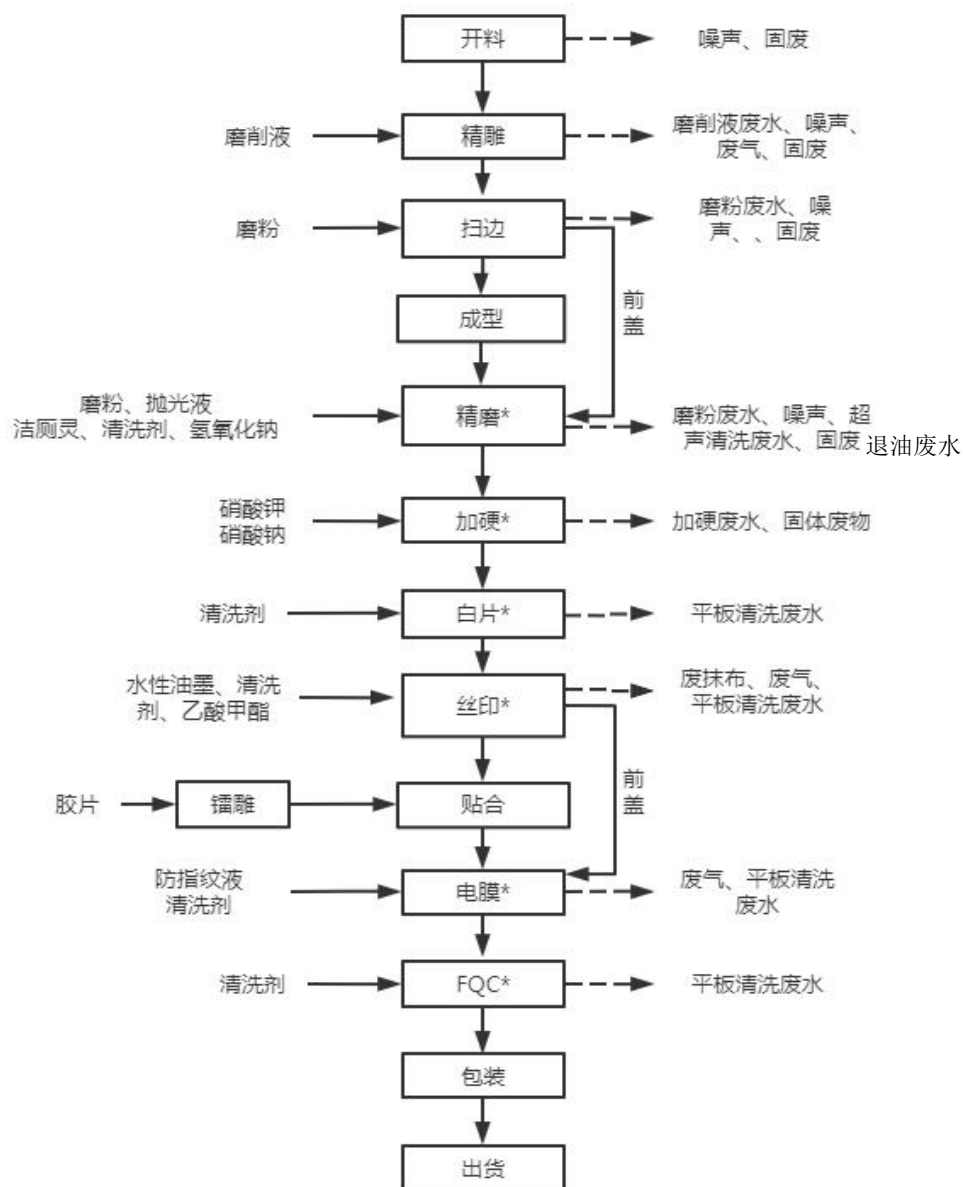 开料
噪声、固废
磨削液
精雕
磨削液废水、噪声、
废气、固废
磨粉
扫边
磨粉废水、噪
声、、固废
前
盖
成型
磨粉、抛光液
洁厕灵、清洗剂、氢氧化钠
精磨*
磨粉废水、噪声、超
声清洗废水、固废
退油废水
硝酸钾
硝酸钠
加硬*
加硬废水、固体废物
清洗剂
白片*
平板清洗废水
水性油墨、清洗
剂、乙酸甲酯
丝印*
废抹布、废气、
平板清洗废水
前
盖
胶片
镭雕
贴合
防指纹液
清洗剂
电膜*
废气、平板清洗
废水
清洗剂
FQC*
平板清洗废水
包装
出货